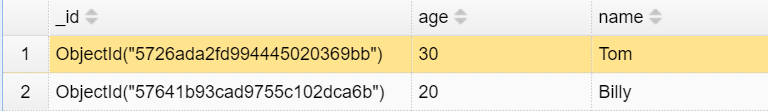 _id age name
1 ObjectId("5726ada2fd994445020369bb") 30 Tom
2 ObjectId("57641b93cad9755c102dca6b") 20 Billy